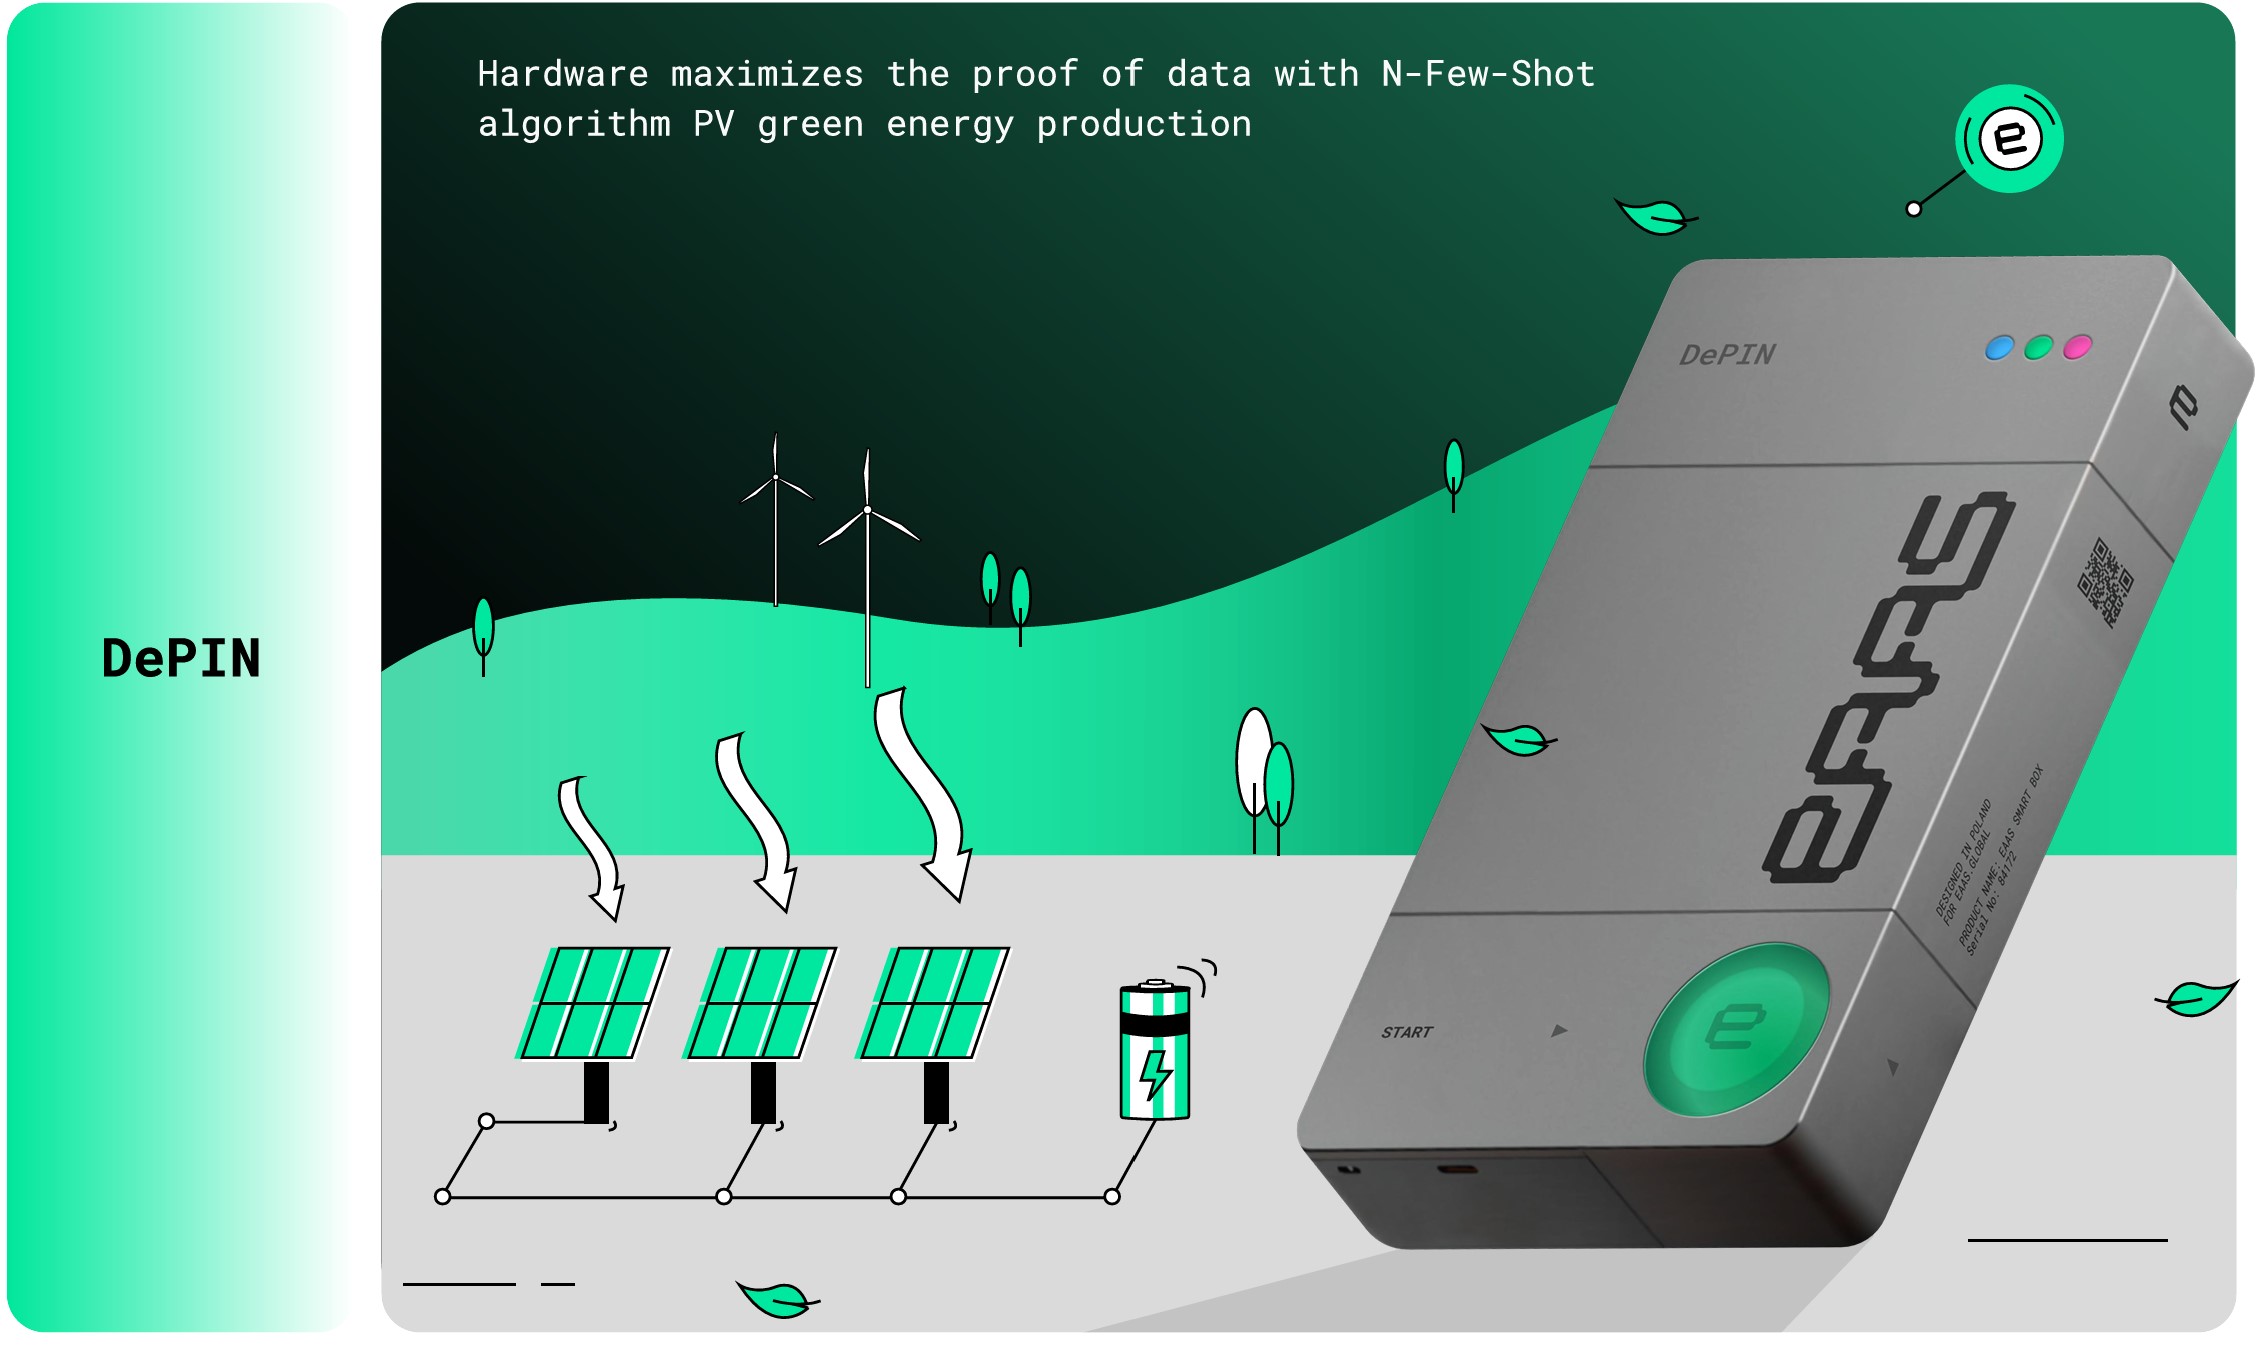 DePIN
Hardware maximizes the proof of data with N-Few-Shot
algorithm PV green energy production
e
DePIN
e
eAAS
DESIGNED IN POLAND
FOR EAAS.GLOBAL
PRODUCT NAME: EAAS SMART BOX
Serial No: 84172
START
e